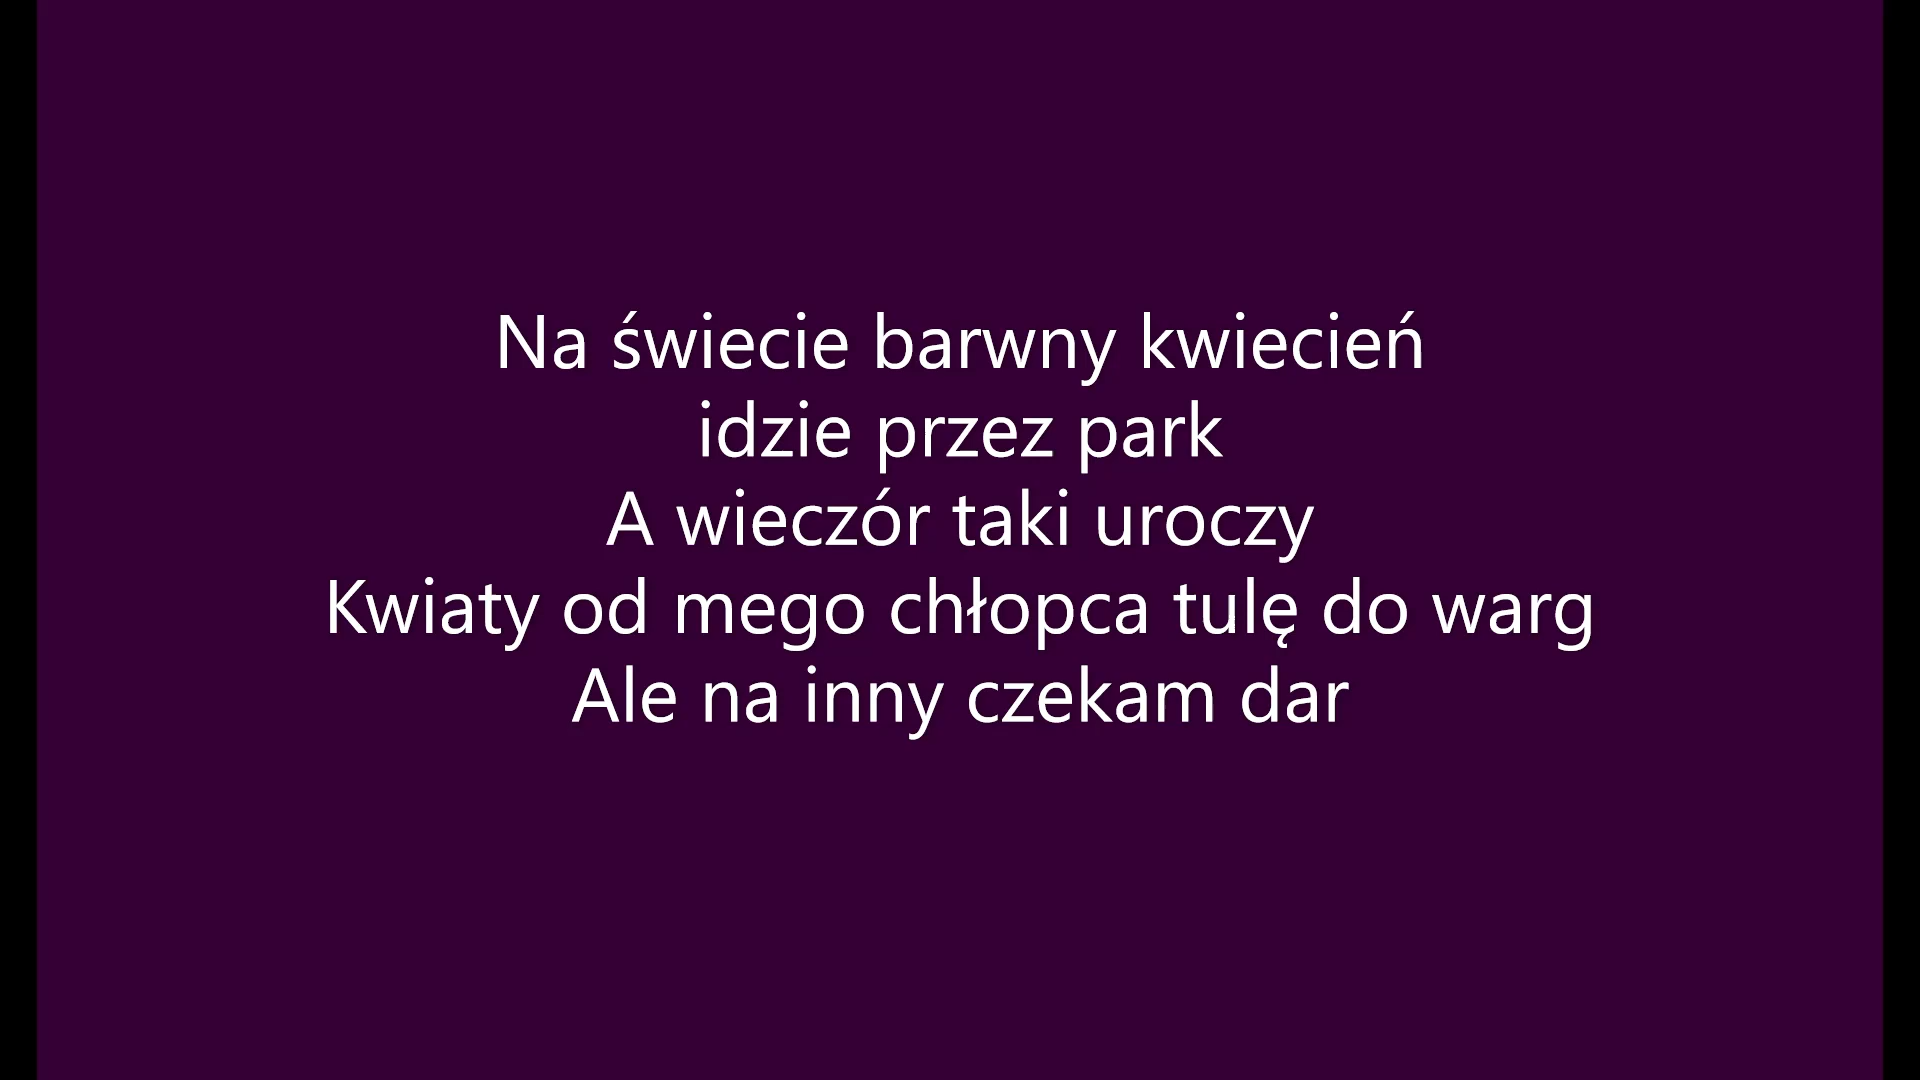 Na świecie barwny kwiecień
idzie przez park
A wieczór taki uroczy
Kwiaty od mego chłopca tulę do warg
Ale na inny czekam dar